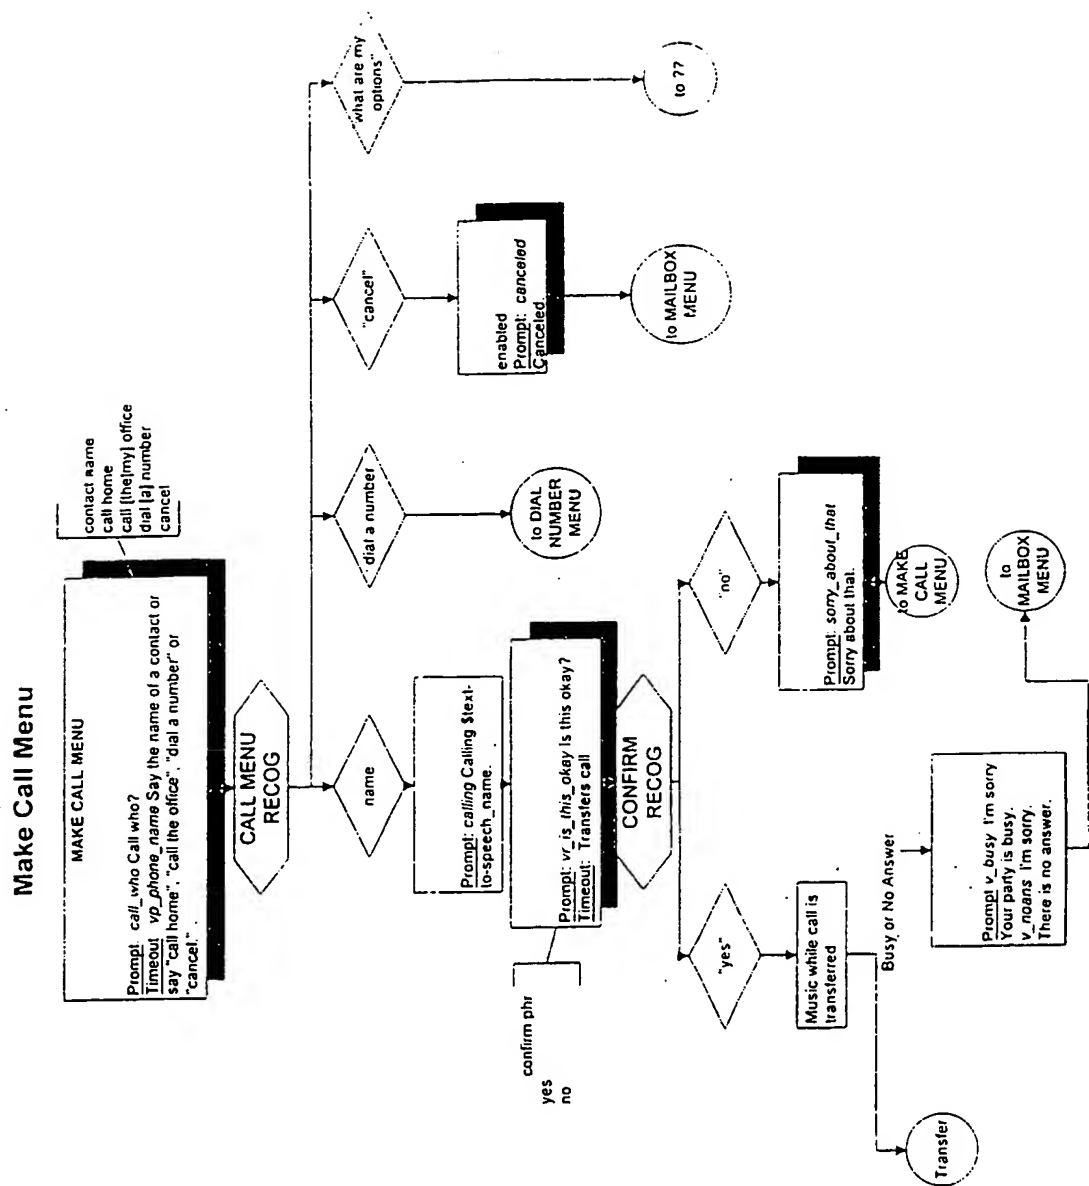 Make Call Menu
MAKE CALL MENU
Prompt call_who Call who?
Timeout vp_phone_name Say the name of a contact or
say "call home", "call the office", "dial a number" or
"cancel."
contact name
call home
call [the|my] office
dial [a] number
cancel
CALL MENU
RECOG
name
dial a number
"cancel"
"what are my
options"
Prompt: calling Calling $text-
to-speech_name.
to DIAL
NUMBER
MENU
enabled
Prompt: canceled
Canceled.
to ??
to MAILBOX
MENU
Prompt: vr_is_this_okay Is this okay?
Timeout: Transfers call
confirm phr
yes
no
CONFIRM
RECOG
"yes"
"no"
Music while call is
transferred
Prompt: sorry_about_that
Sorry about that.
to MAKE
CALL
MENU
Busy or No Answer
Prompt v_busy I'm sorry
Your party is busy.
v_noans I'm sorry.
There is no answer.
to
MAILBOX
MENU
Transfer